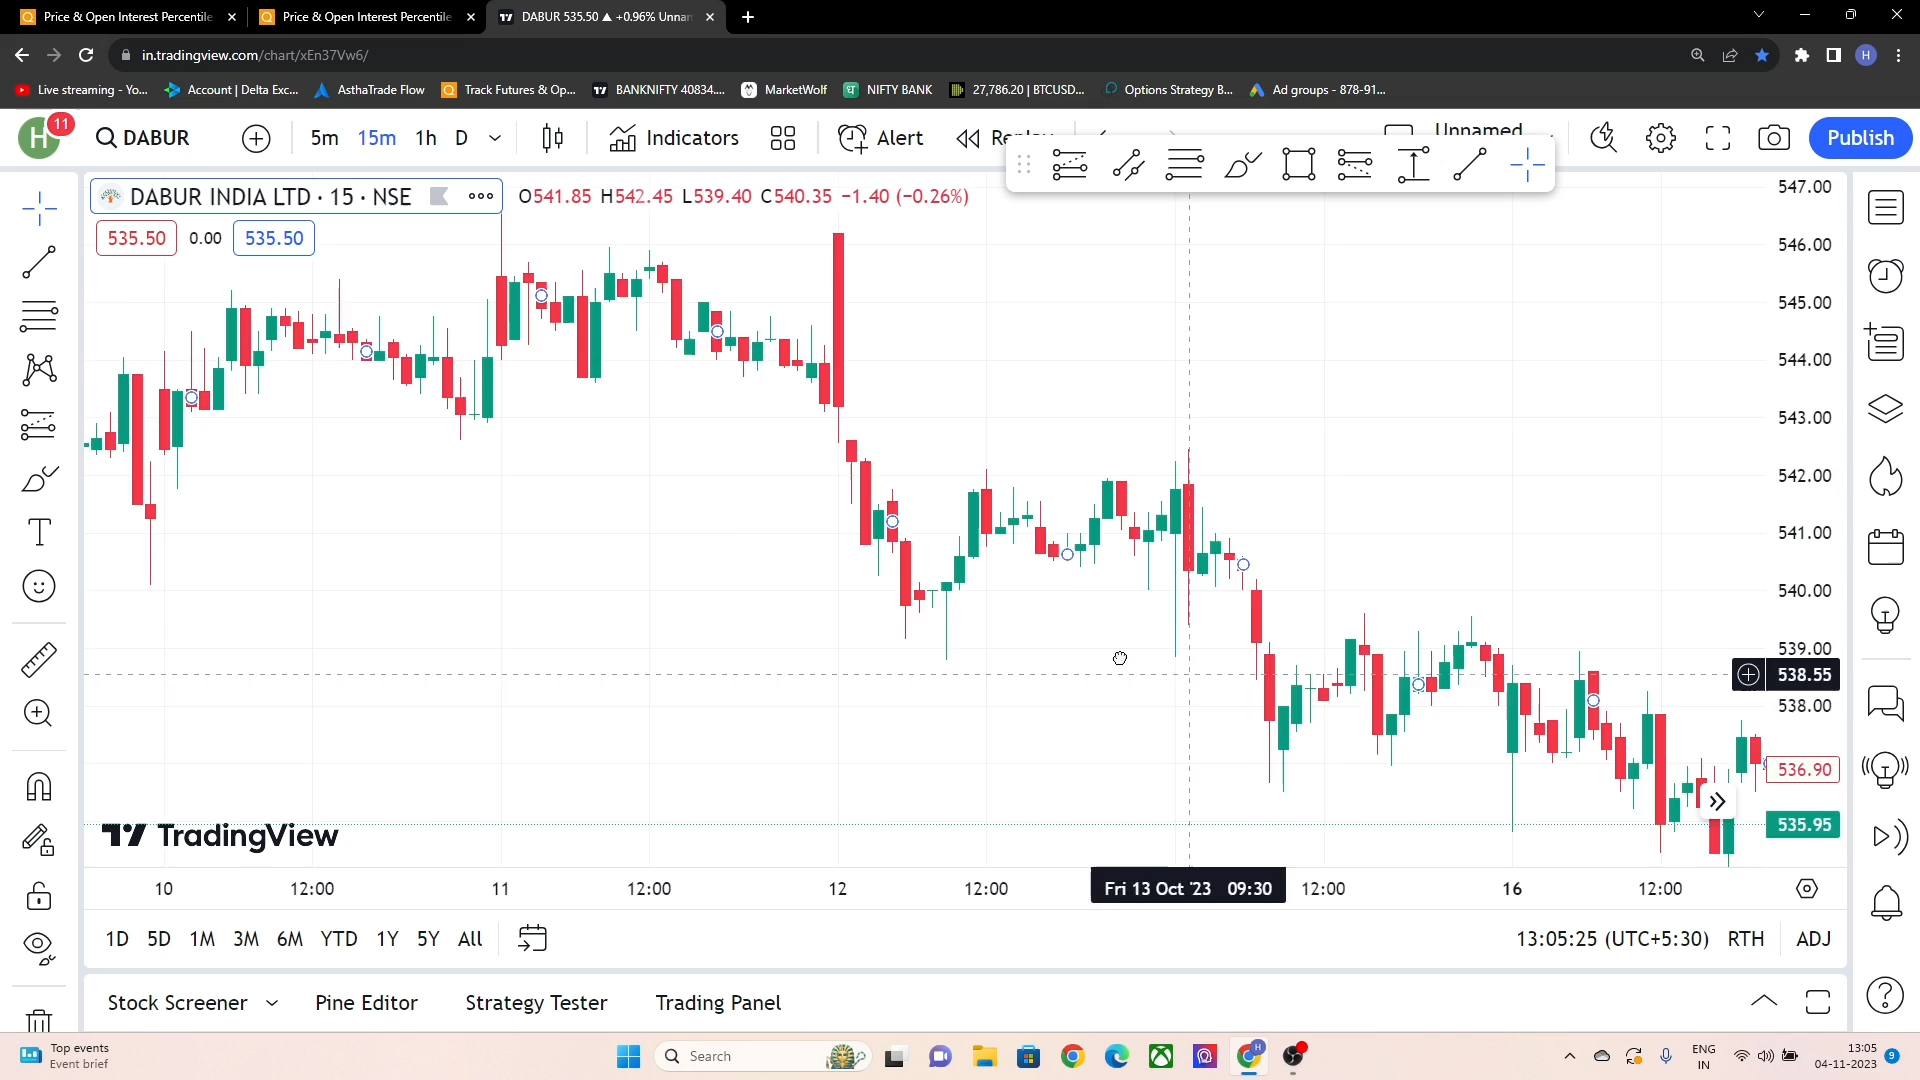 Price & Open Interest Percentile
Price & Open Interest Percentile
DABUR 535.50 ▲ +0.96% Unnar
in.tradingview.com/chart/xEn37Vw6/
Live streaming - Yo...
Account | Delta Exc...
AsthaTrade Flow
Track Futures & Op...
BANKNIFTY 40834....
MarketWolf
NIFTY BANK
27,786.20 | BTCUSD...
Options Strategy B...
Ad groups - 878-91...
H 11
DABUR
5m 15m 1h D
Indicators
Alert
Unnamed
Publish
DABUR INDIA LTD · 15 · NSE
O541.85 H542.45 L539.40 C540.35 −1.40 (−0.26%)
535.50 0.00 535.50
547.00
546.00
545.00
544.00
543.00
542.00
541.00
540.00
539.00
538.55
538.00
536.90
535.95
TradingView
10 12:00 11 12:00 12 12:00 Fri 13 Oct '23 09:30 12:00 16 12:00
1D 5D 1M 3M 6M YTD 1Y 5Y All
13:05:25 (UTC+5:30) RTH ADJ
Stock Screener Pine Editor Strategy Tester Trading Panel
Top events
Event brief
Search
ENG
IN
13:05
04-11-2023
9